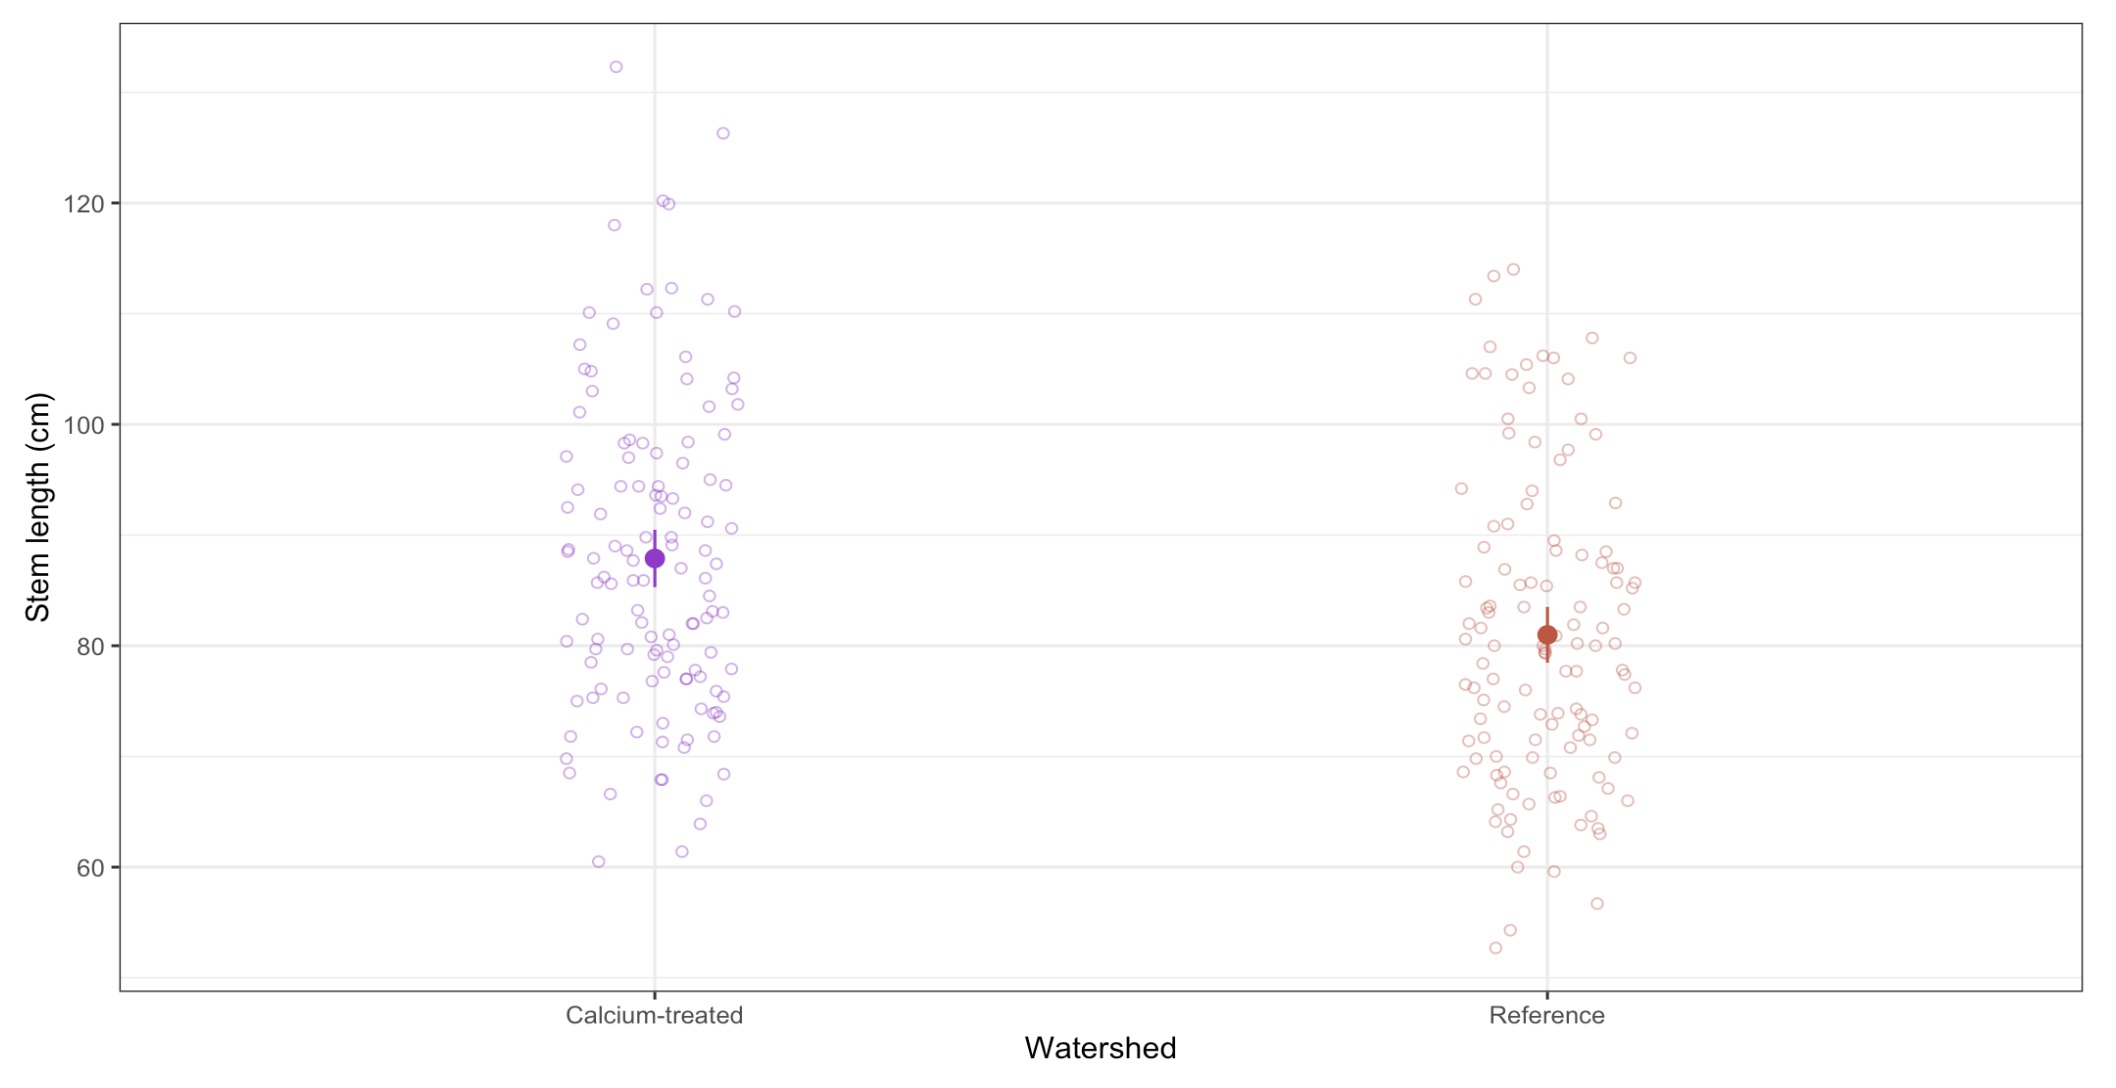 Stem length (cm)
120
100
80
60
Calcium-treated
Reference
Watershed